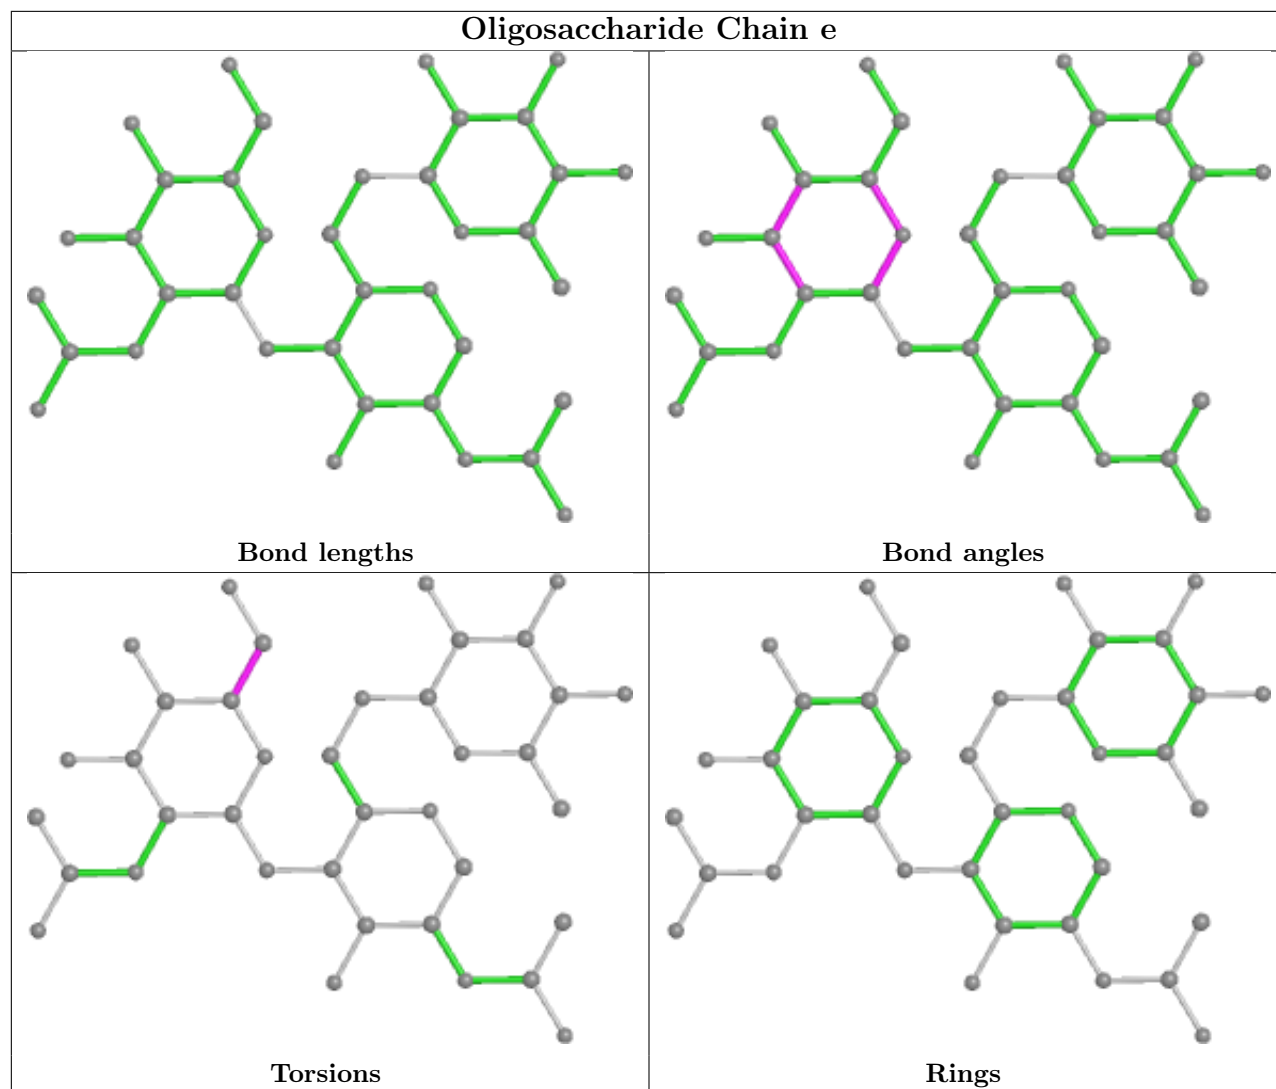 Oligosaccharide Chain e
Bond lengths
Bond angles
Torsions
Rings